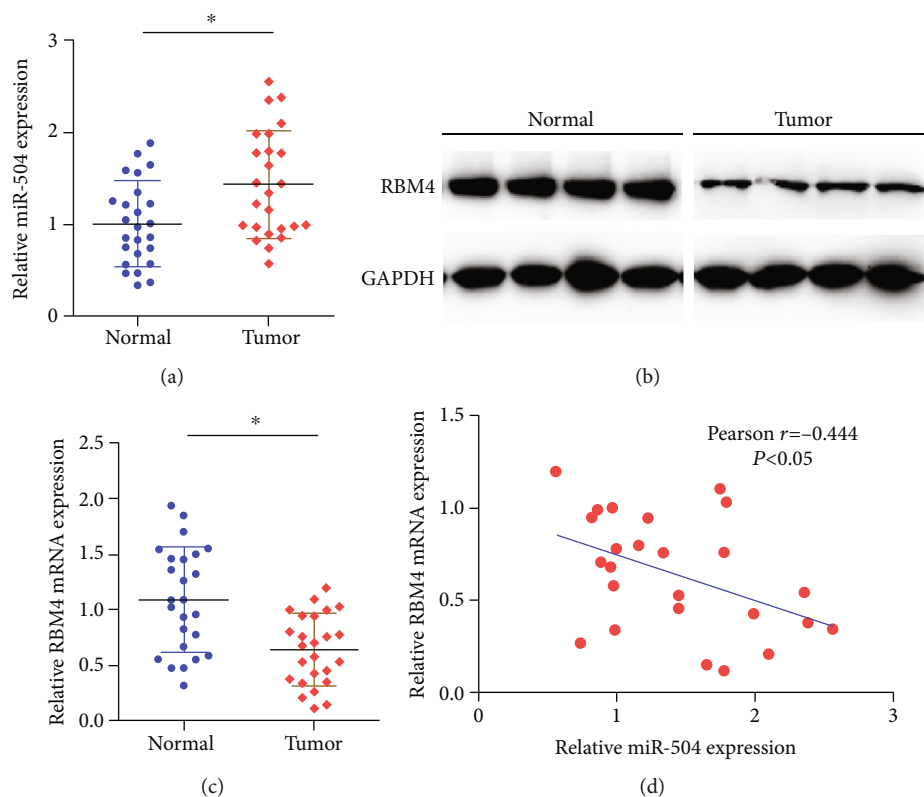 *
3
2
1
0
Relative miR-504 expression
Normal
Tumor
(a)
Normal
Tumor
RBM4
GAPDH
(b)
*
2.5
2.0
1.5
1.0
0.5
0.0
Relative RBM4 mRNA expression
Normal
Tumor
(c)
1.5
1.0
0.5
0.0
Relative RBM4 mRNA expression
Pearson r=–0.444
P<0.05
0
1
2
3
Relative miR-504 expression
(d)